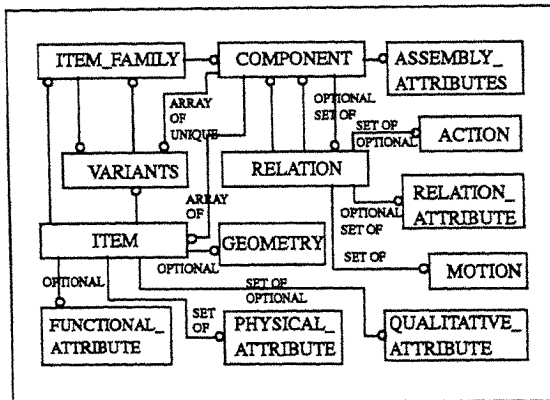 ITEM_FAMILY
COMPONENT
ASSEMBLY_
ATTRIBUTES
ARRAY
OF
UNIQUE
OPTIONAL
SET OF
SET OF
OPTIONAL
ACTION
VARIANTS
RELATION
ARRAY
OF
OPTIONAL
SET OF
RELATION_
ATTRIBUTE
ITEM
GEOMETRY
OPTIONAL
SET OF
MOTION
OPTIONAL
SET OF
OPTIONAL
FUNCTIONAL_
ATTRIBUTE
SET
OF
PHYSICAL_
ATTRIBUTE
QUALITATIVE_
ATTRIBUTE